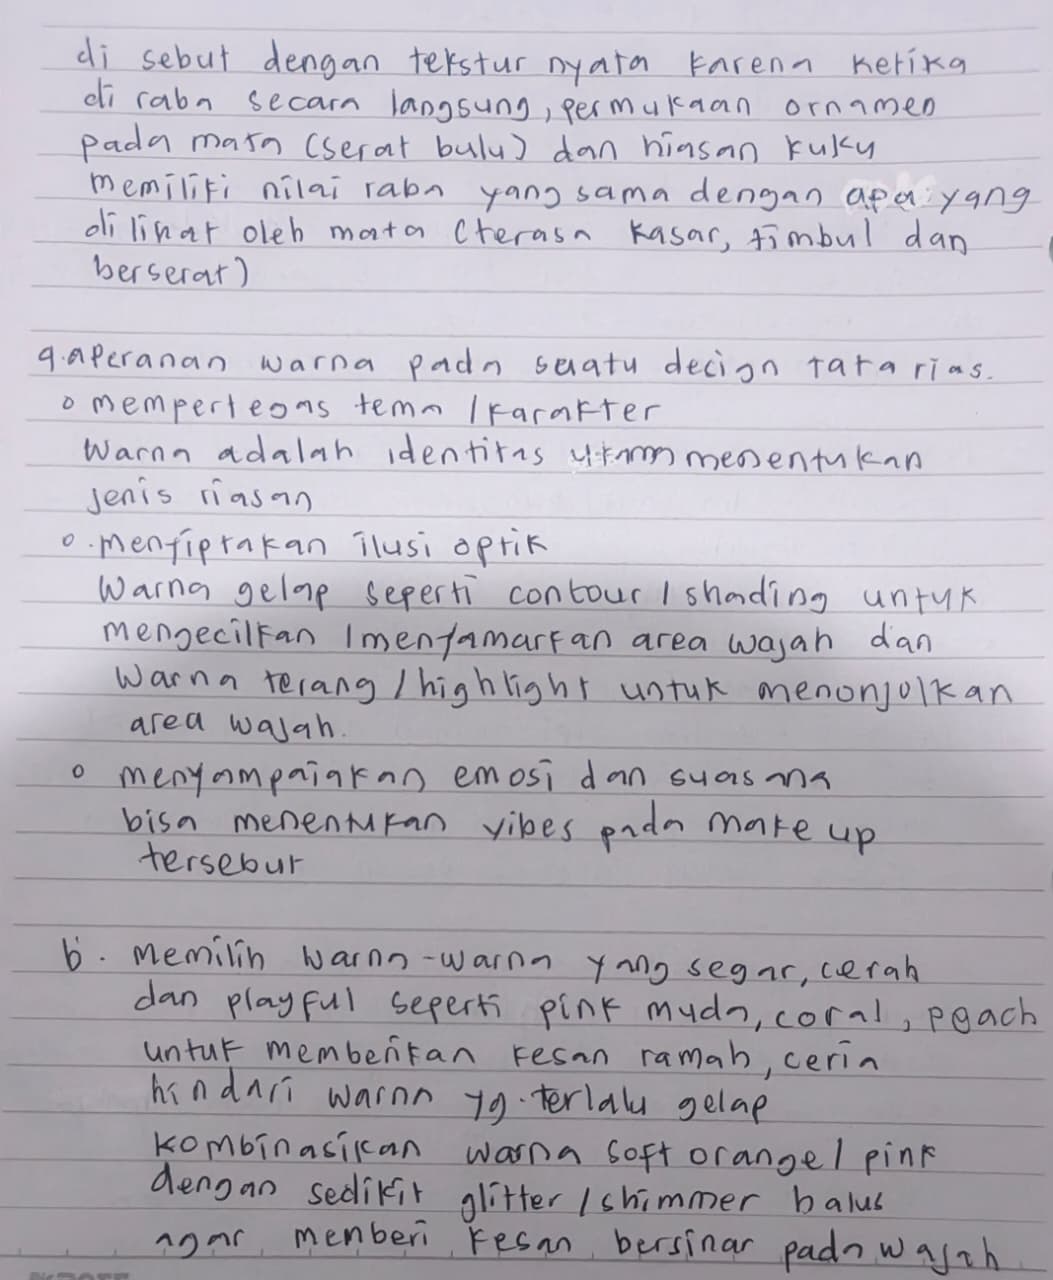 di sebut dengan tekstur nyata karena ketika
di raba secara langsung, permukaan ornamen
pada mata (serat bulu) dan hiasan kuku
memiliki nilai raba yang sama dengan apa yang
di lihat oleh mata (terasa kasar, timbul dan
berserat)
9.a peranan warna pada suatu decign tata rias.
o mempertegas tema / karakter
Warna adalah identitas utama menentukan
jenis riasan
o. menciptakan ilusi optik
Warna gelap seperti contour / shading untuk
mengecilkan / menyamarkan area wajah dan
Warna terang / highlight untuk menonjolkan
area wajah.
o menyampaiakan emosi dan suasana
bisa menentukan vibes pada make up
tersebut
b. Memilih warna-warna yang segar, cerah
dan playful seperti pink muda, coral, peach
untuk memberikan kesan ramah, ceria
hindari warna yg. terlalu gelap
kombinasikan warna soft orange / pink
dengan sedikit glitter / shimmer halus
agar memberi kesan bersinar pada wajah